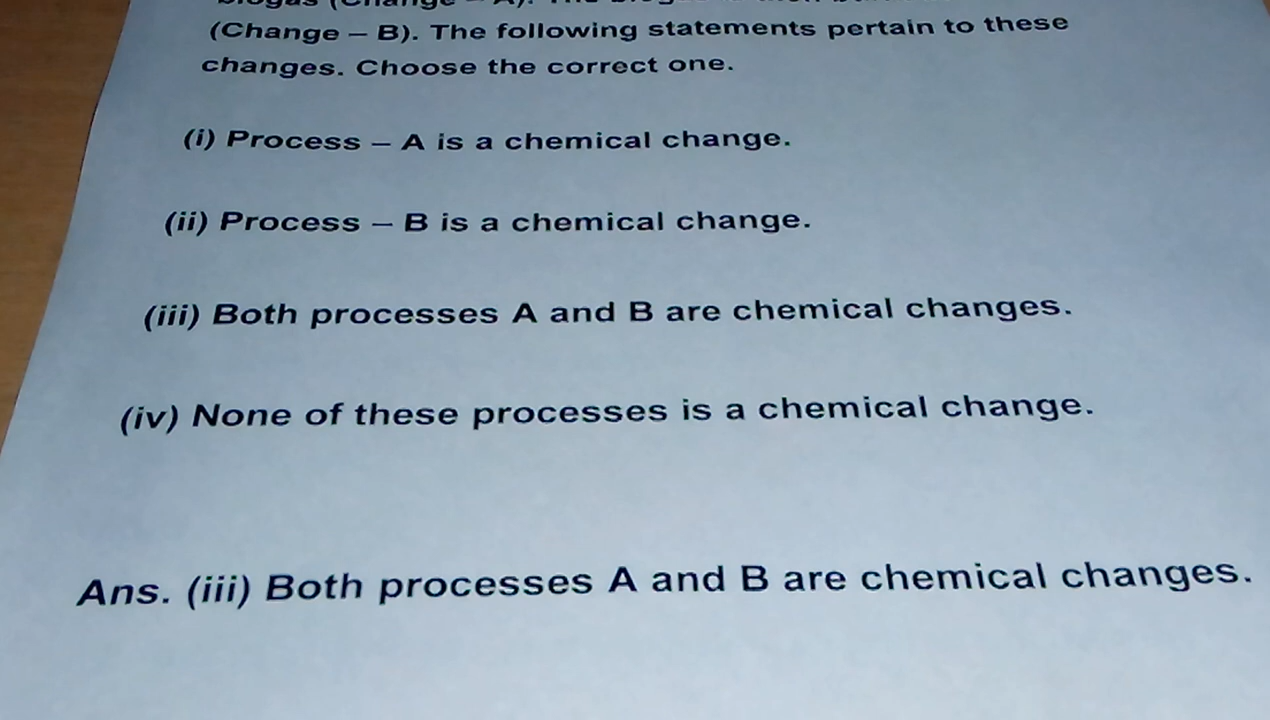 (Change – B). The following statements pertain to these
changes. Choose the correct one.
(i) Process – A is a chemical change.
(ii) Process – B is a chemical change.
(iii) Both processes A and B are chemical changes.
(iv) None of these processes is a chemical change.
Ans. (iii) Both processes A and B are chemical changes.